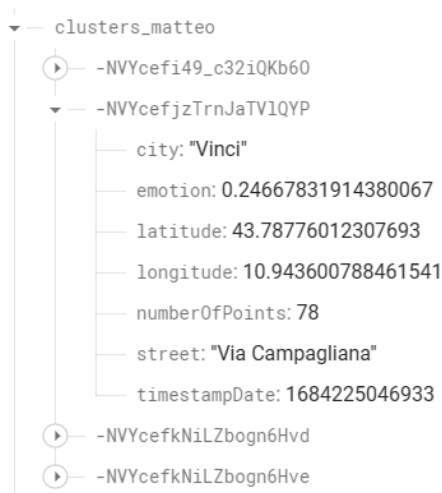 clusters_matteo
-NVYcefi49_c32iQKb6O
-NVYcefjzTrnJaTVlQYP
city: "Vinci"
emotion: 0.24667831914380067
latitude: 43.78776012307693
longitude: 10.943600788461541
numberOfPoints: 78
street: "Via Campagliana"
timestampDate: 1684225046933
-NVYcefkNiLZbogn6Hvd
-NVYcefkNiLZbogn6Hve